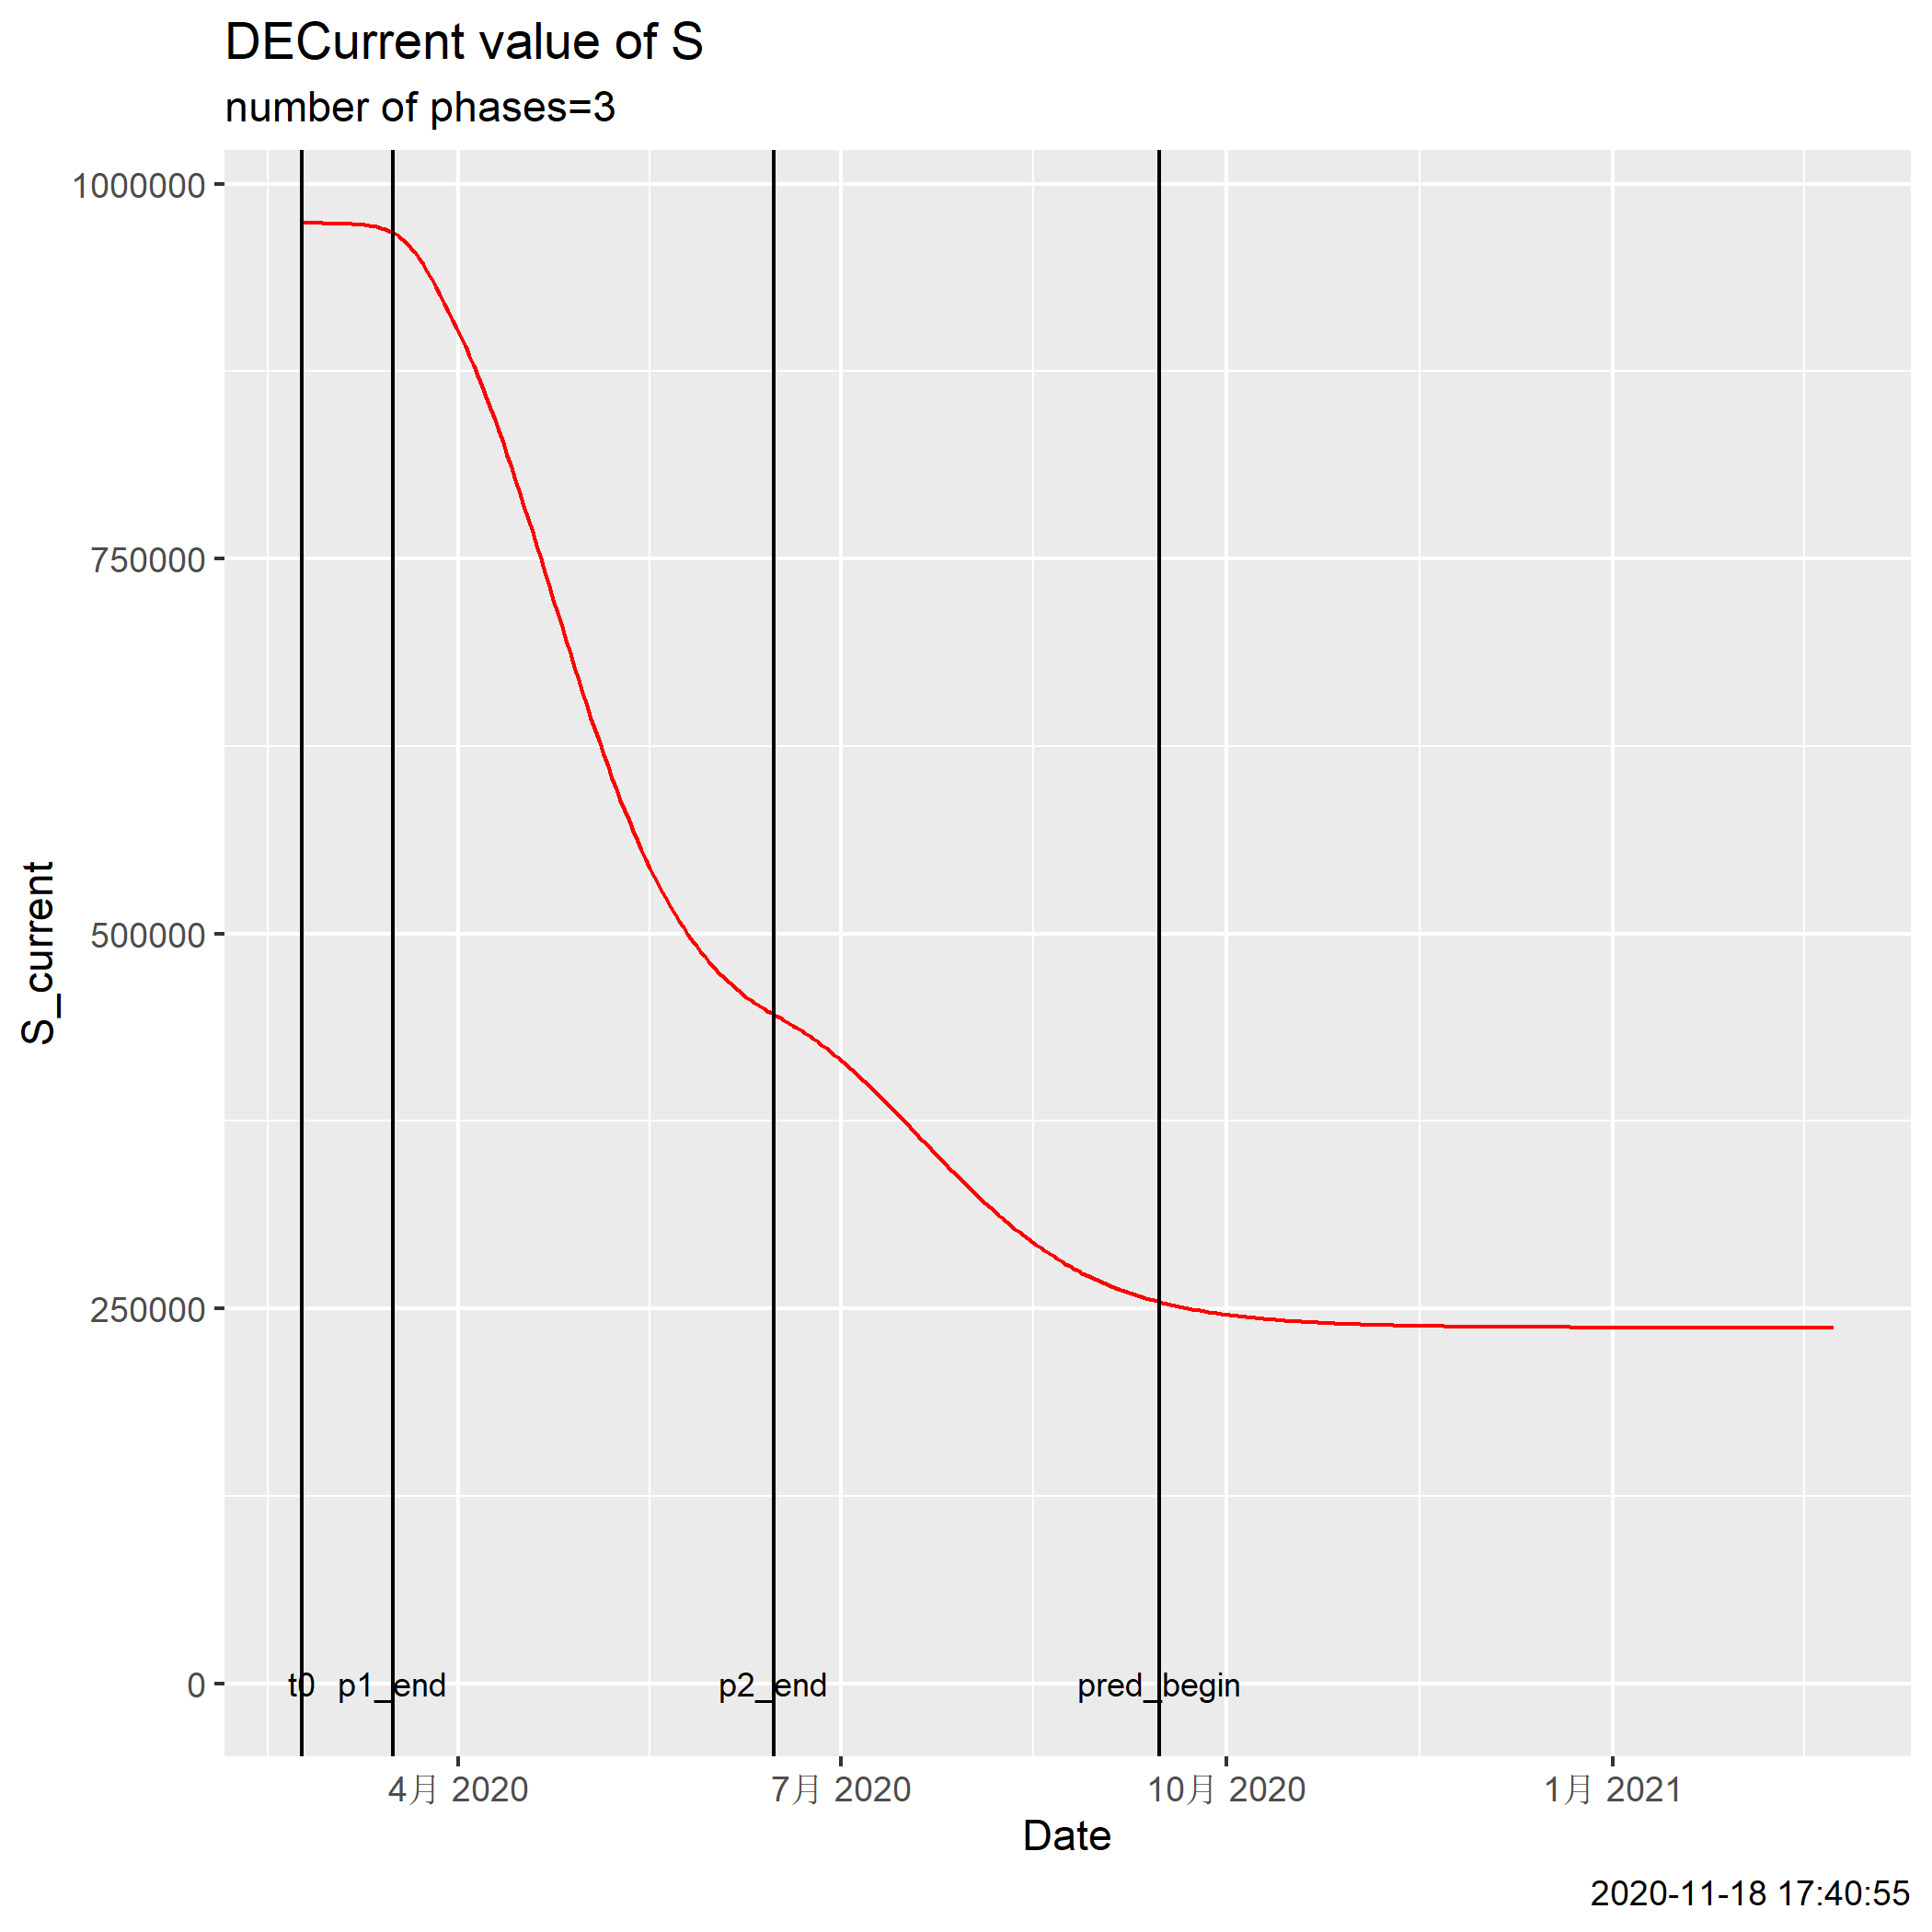 DECurrent value of S
number of phases=3
1000000
750000
500000
250000
0
S_current
t0 p1_end p2_end pred_begin
4月 2020 7月 2020 10月 2020 1月 2021
Date
2020-11-18 17:40:55